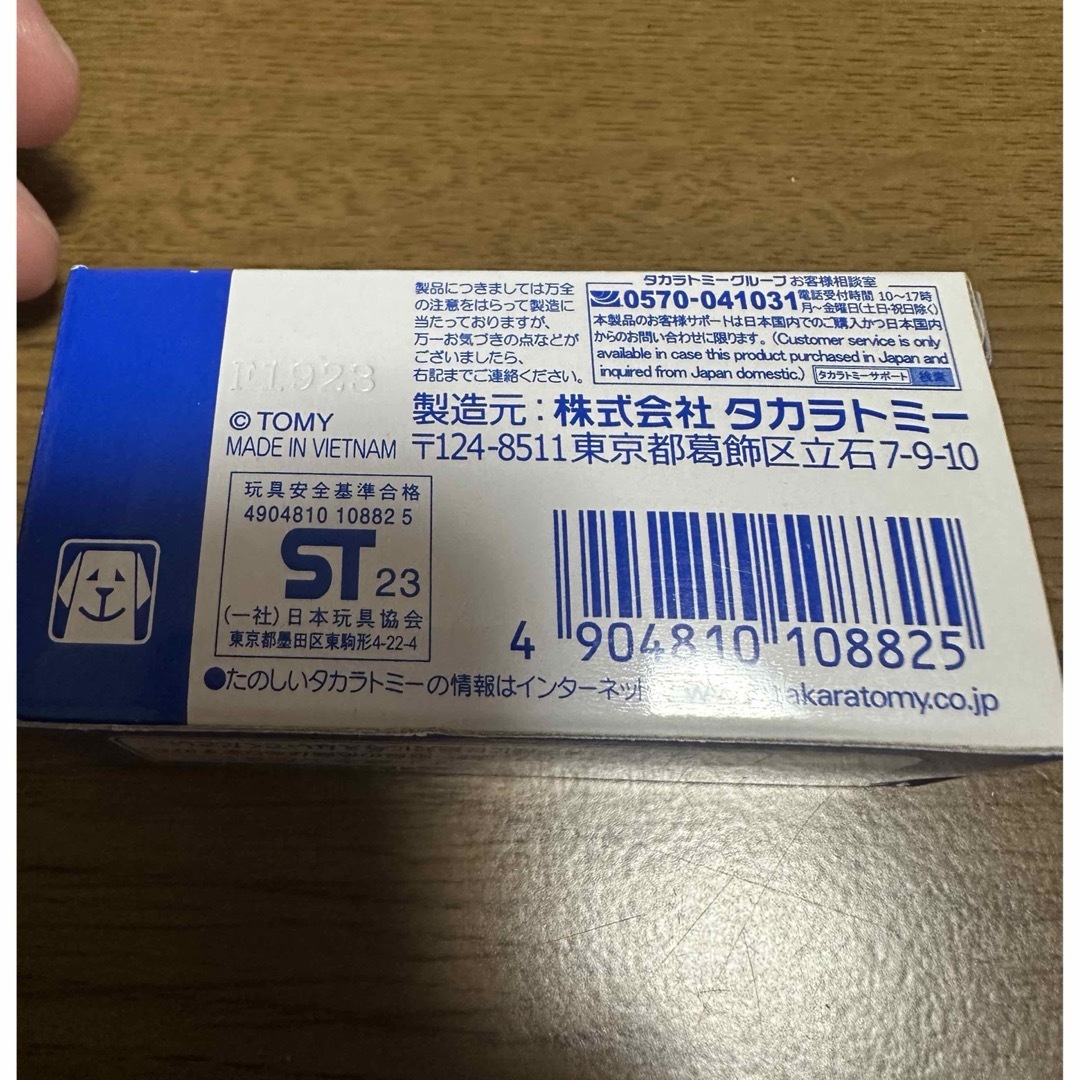 製品につきましては万全
の注意をはらって製造に
当たっておりますが、
万一お気づきの点などが
ございましたら、
右記までご連絡ください。
タカラトミーグループ お客様相談室
0570-041031 電話受付時間 10〜17時
月〜金曜日(土日・祝日除く)
本製品のお客様サポートは日本国内でのご購入かつ日本国内
からのお問い合わせに限ります。(Customer service is only
available in case this product purchased in Japan and
inquired from Japan domestic.) タカラトミーサポート 検索
F1923
© TOMY
MADE IN VIETNAM
製造元:株式会社 タカラトミー
〒124-8511 東京都葛飾区立石7-9-10
玩具安全基準合格
4904810 10882 5
ST 23
(一社)日本玩具協会
東京都墨田区東駒形4-22-4
4 904810 108825
●たのしいタカラトミーの情報はインターネット akaratomy.co.jp